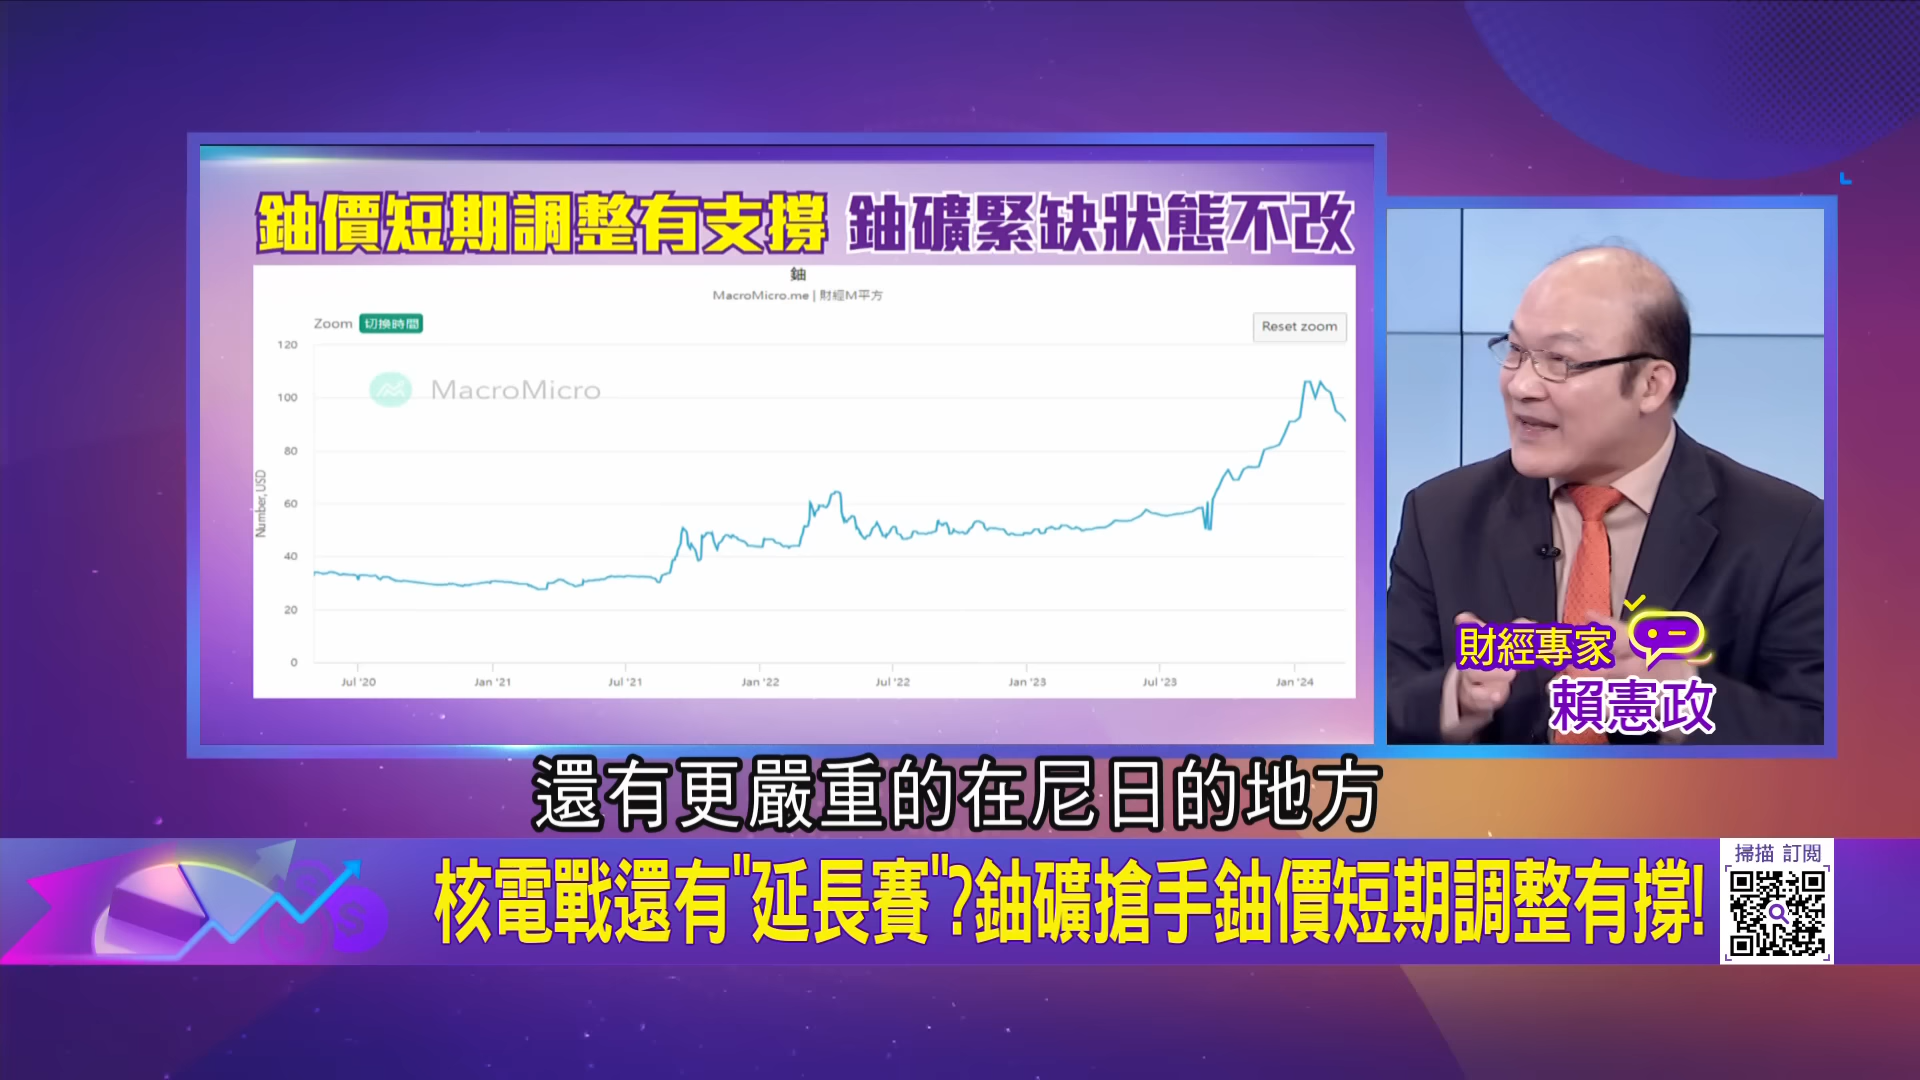 鈾價短期調整有支撐 鈾礦緊缺狀態不改
鈾
MacroMicro.me | 財經M平方
Zoom 切換時間
Reset zoom
120
100
80
60
40
20
0
Number, USD
MacroMicro
Jul '20 Jan '21 Jul '21 Jan '22 Jul '22 Jan '23 Jul '23 Jan '24
財經專家
賴憲政
還有更嚴重的在尼日的地方
核電戰還有"延長賽"?鈾礦搶手鈾價短期調整有撐!
掃描 訂閱